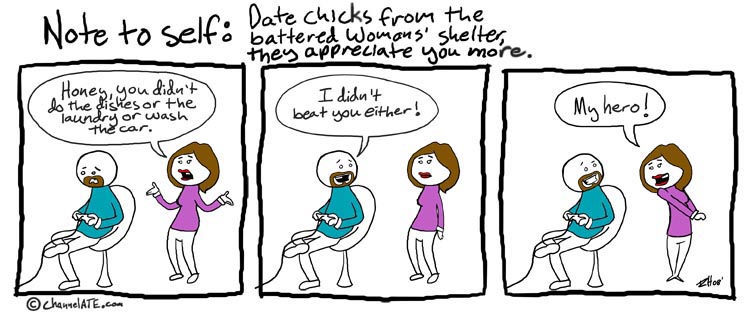 Note to self: Date chicks from the
battered womans' shelter,
they appreciate you more.
Honey, you didn't
do the dishes or the
laundry or wash
the car.
I didn't
beat you either!
My hero!
© ChannelATE.com